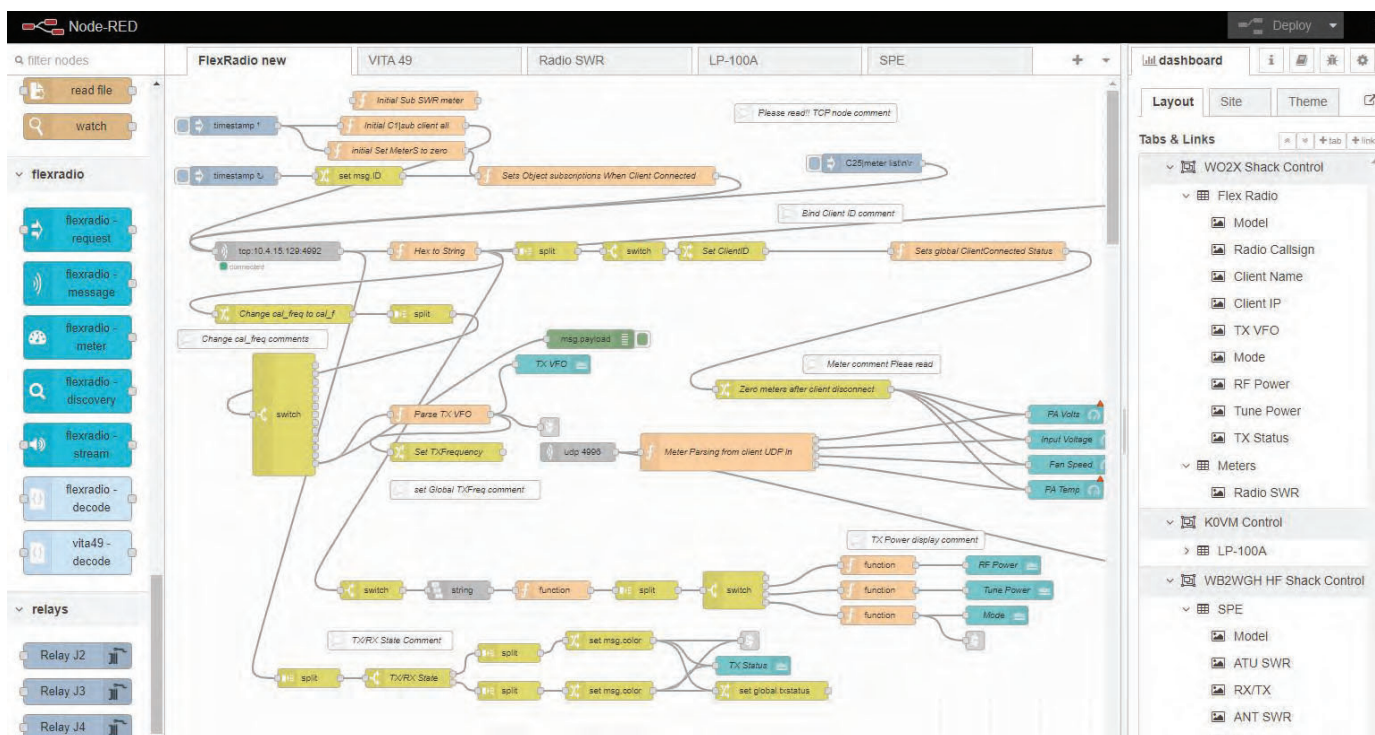 Node-RED
Deploy
filter nodes
FlexRadio new
VITA 49
Radio SWR
LP-100A
SPE
dashboard
read file
watch
flexradio
flexradio -
request
flexradio -
message
flexradio -
meter
flexradio -
discovery
flexradio -
stream
flexradio -
decode
vita49 -
decode
relays
Relay J2
Relay J3
Relay J4
Initial Sub SWR meter
timestamp ¹
Initial C1|sub client all
initial Set MeterS to zero
timestamp ↻
set msg.ID
Sets Object subscriptions When Client Connected
Please read!! TCP node comment
C25|meter list\n\r
Bind Client ID comment
tcp:10.4.15.129:4992
connected
Hex to String
split
switch
Set ClientID
Sets global ClientConnected Status
Change cal_freq to cal_f
split
Change cal_freq comments
msg.payload
TX VFO
Meter comment Pleae read
Zero meters after client disconnect
switch
Parse TX VFO
Set TXFrequency
udp 4996
Meter Parsing from client UDP In
PA Volts
Input Voltage
Fan Speed
PA Temp
set Global TXFreq comment
TX Power display comment
switch
string
function
split
switch
function
RF Power
function
Tune Power
function
Mode
TX/RX State Comment
split
TX/RX State
split
set msg.color
TX Status
split
set msg.color
set global.txstatus
Layout
Site
Theme
Tabs & Links
+ tab
+ link
WO2X Shack Control
Flex Radio
Model
Radio Callsign
Client Name
Client IP
TX VFO
Mode
RF Power
Tune Power
TX Status
Meters
Radio SWR
K0VM Control
LP-100A
WB2WGH HF Shack Control
SPE
Model
ATU SWR
RX/TX
ANT SWR